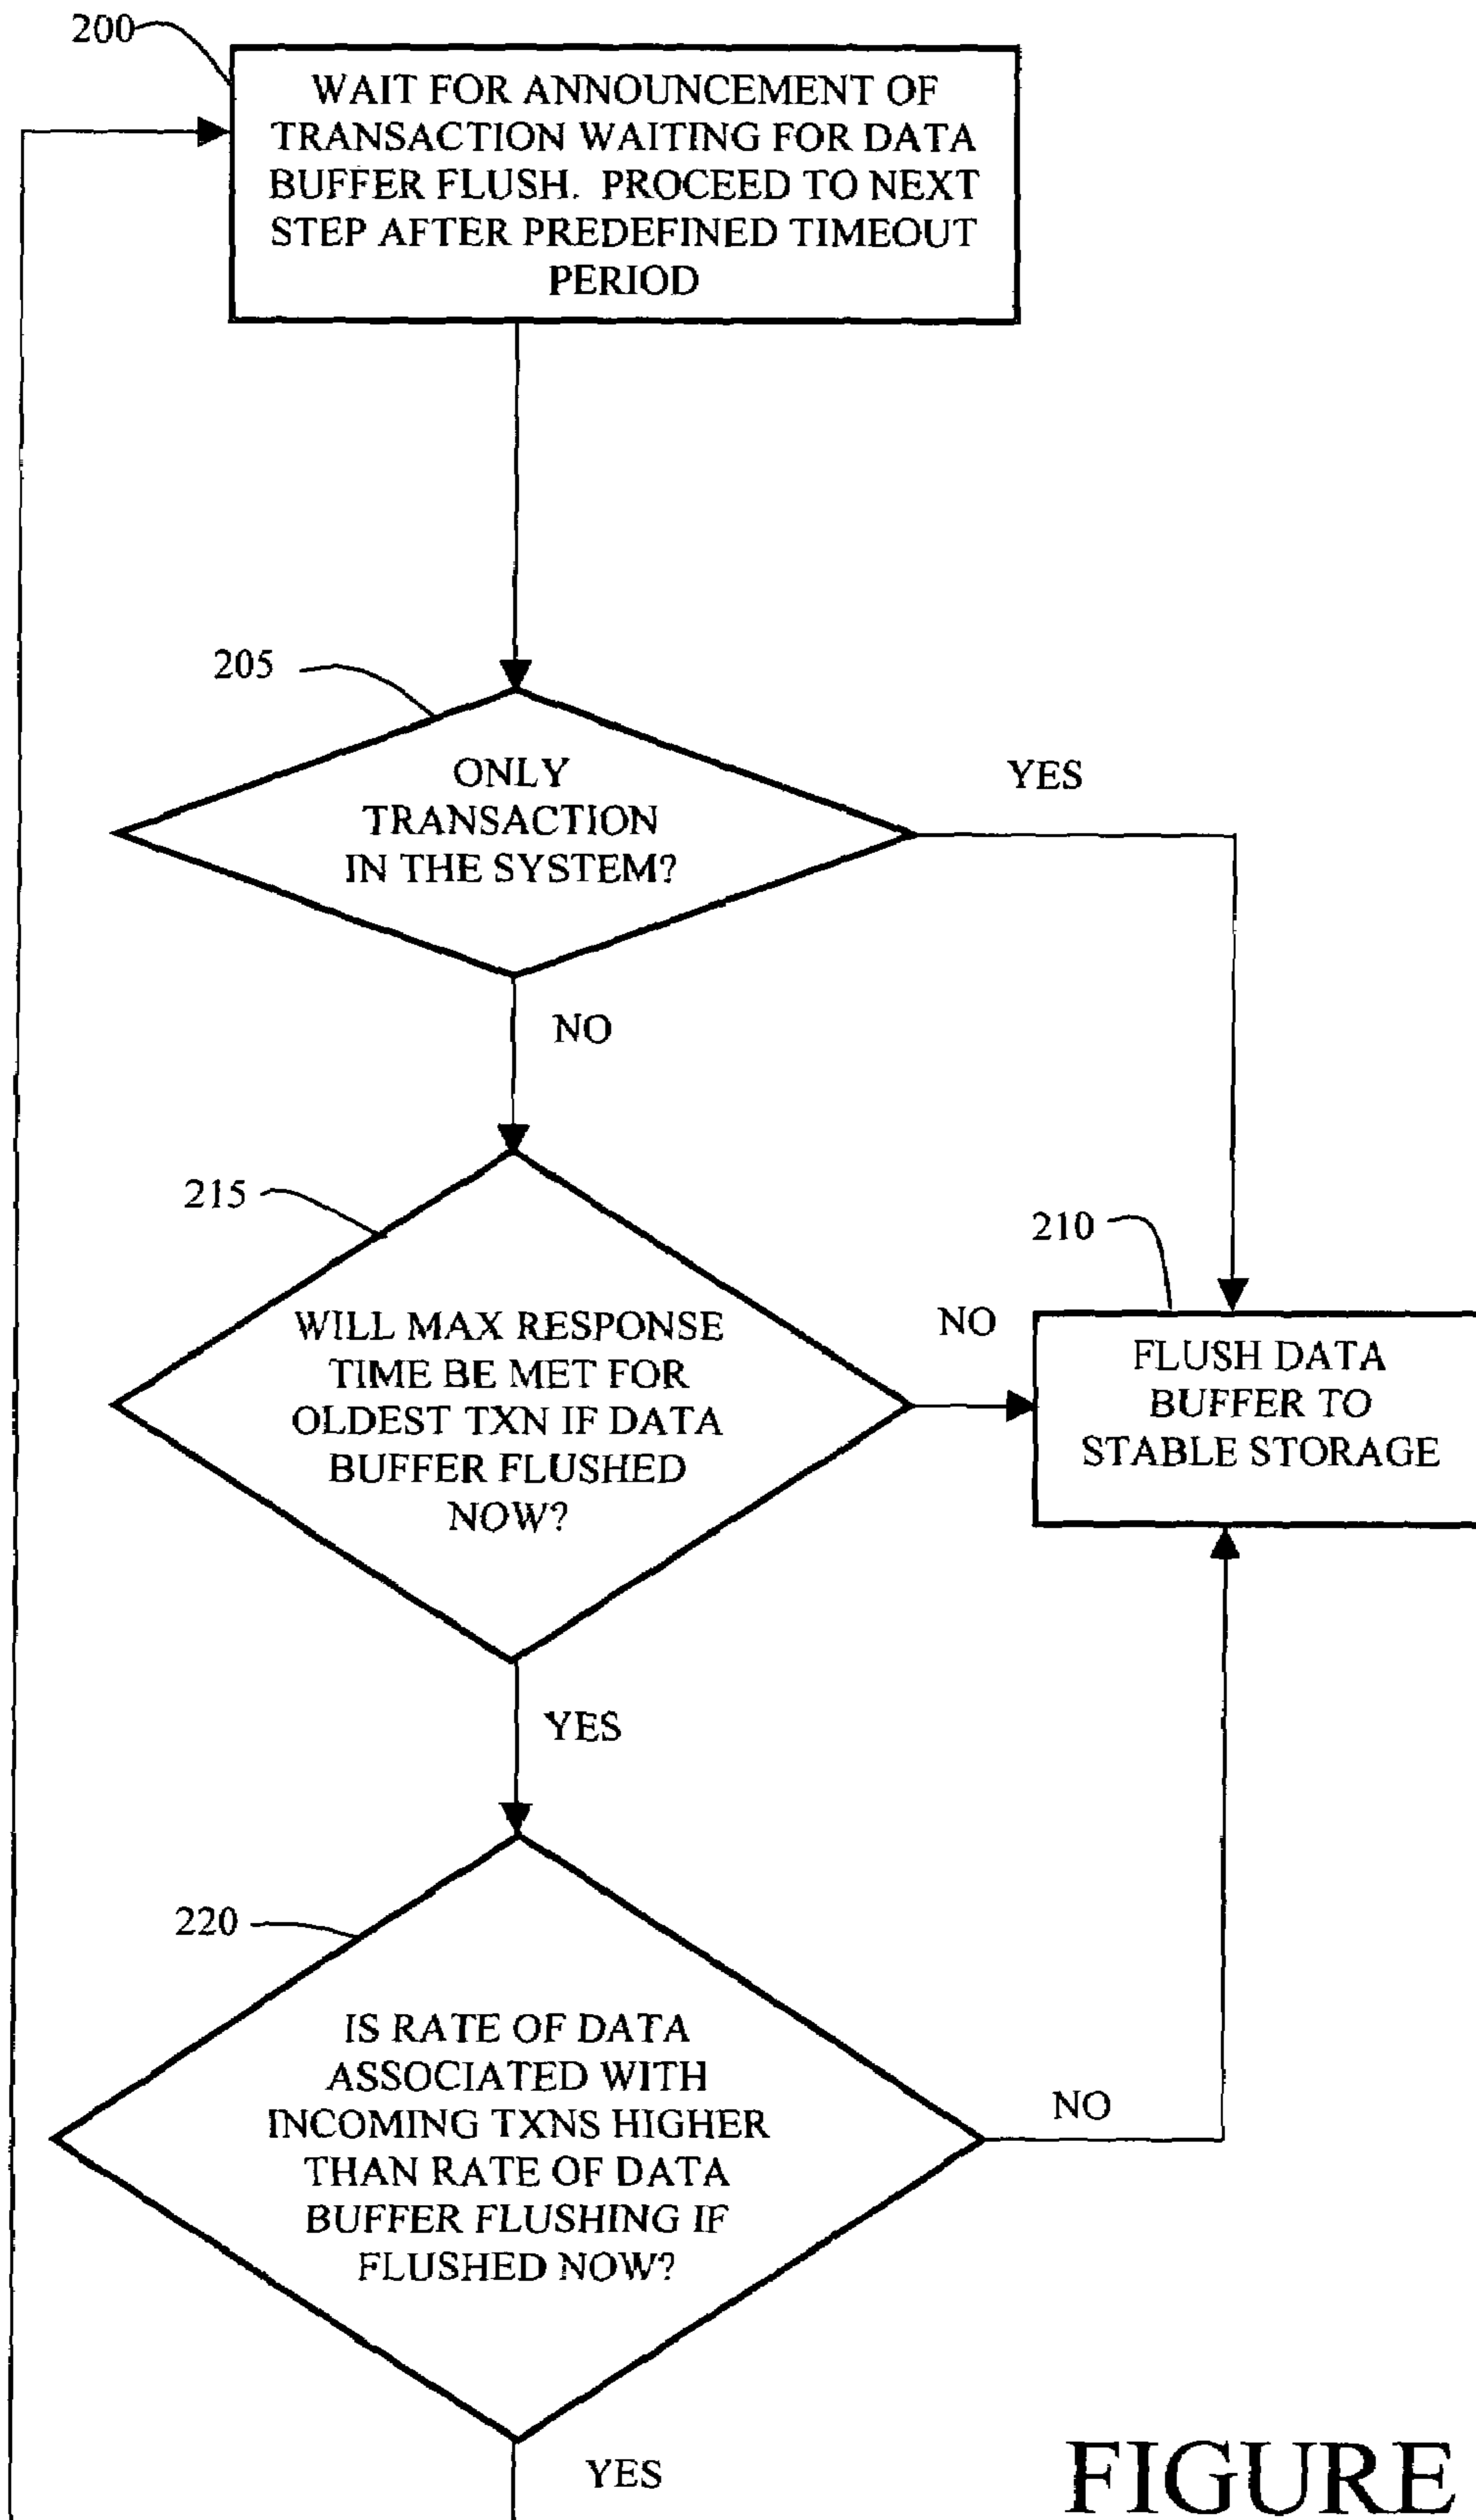 200
WAIT FOR ANNOUNCEMENT OF
TRANSACTION WAITING FOR DATA
BUFFER FLUSH. PROCEED TO NEXT
STEP AFTER PREDEFINED TIMEOUT
PERIOD
205
ONLY
TRANSACTION
IN THE SYSTEM?
YES
NO
215
WILL MAX RESPONSE
TIME BE MET FOR
OLDEST TXN IF DATA
BUFFER FLUSHED
NOW?
NO
210
FLUSH DATA
BUFFER TO
STABLE STORAGE
YES
220
IS RATE OF DATA
ASSOCIATED WITH
INCOMING TXNS HIGHER
THAN RATE OF DATA
BUFFER FLUSHING IF
FLUSHED NOW?
NO
YES
FIGURE